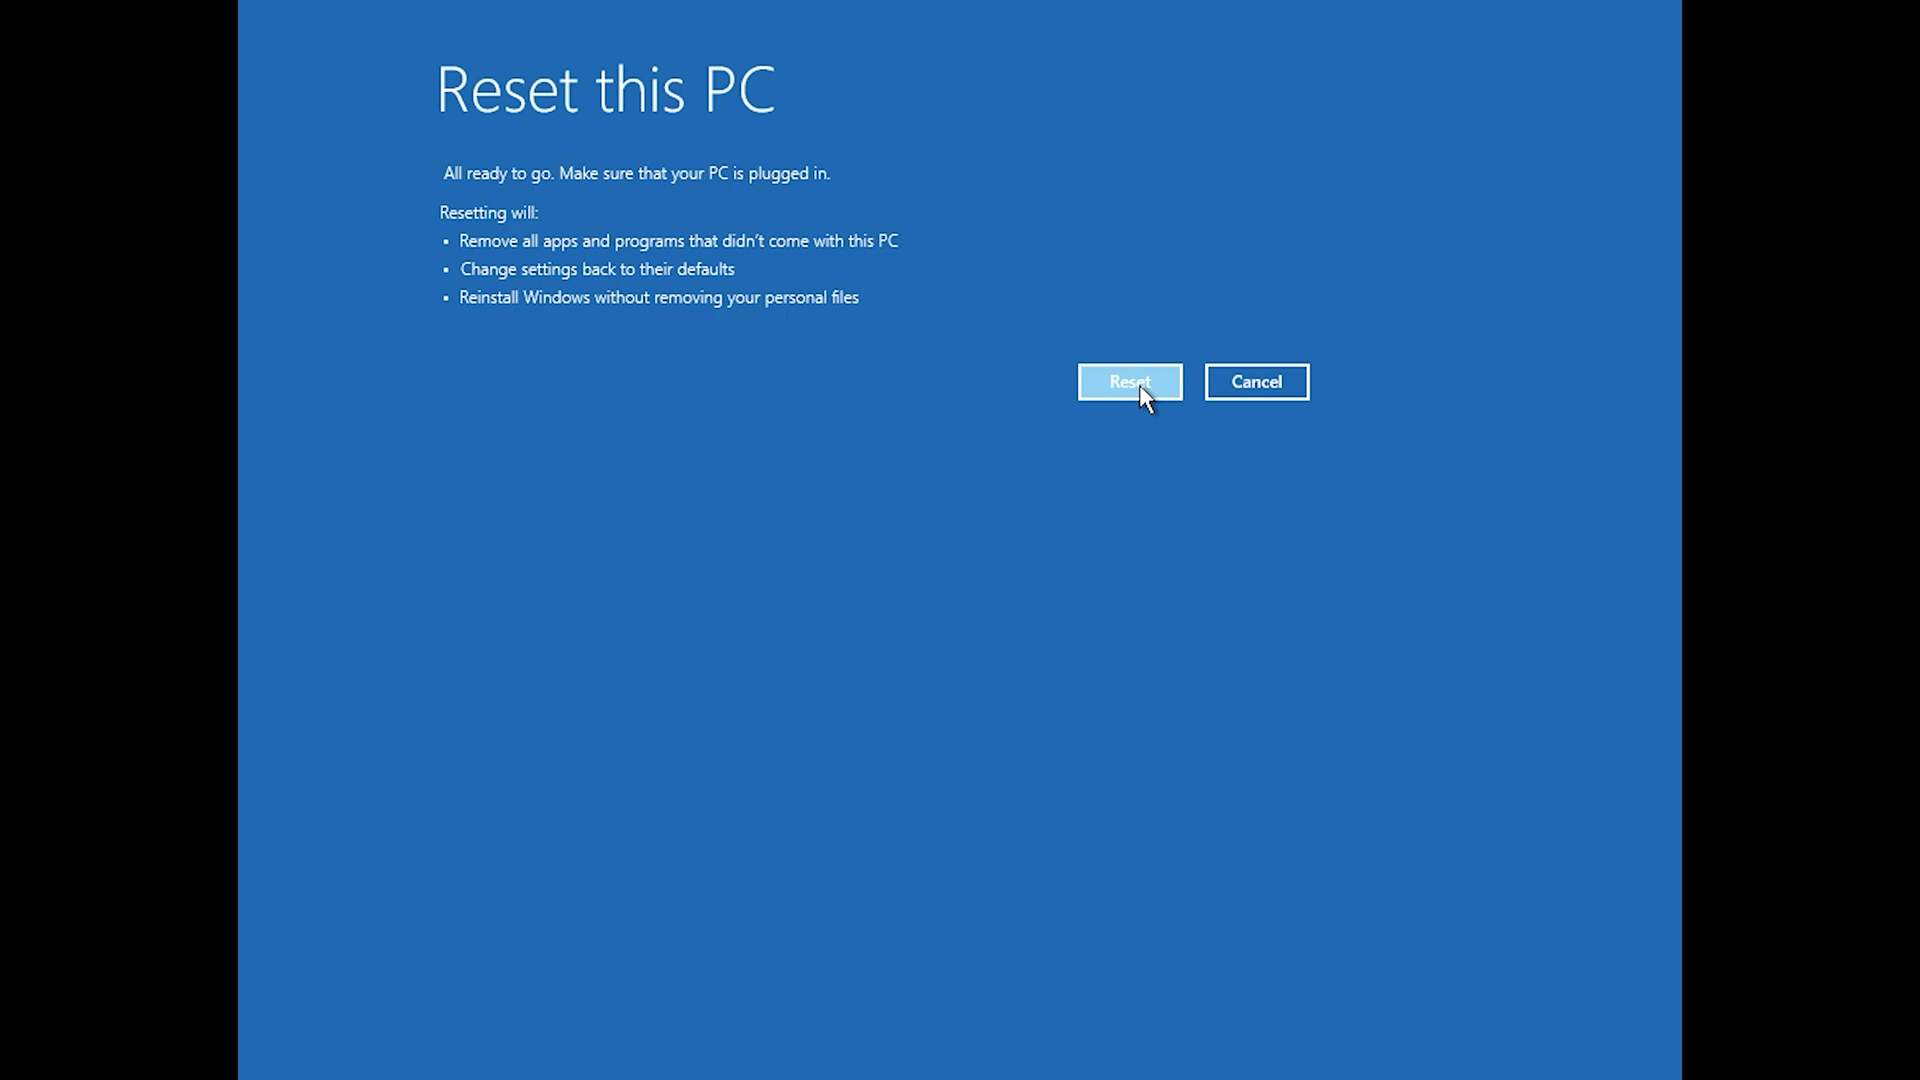 Reset this PC
All ready to go. Make sure that your PC is plugged in.
Resetting will:
▪ Remove all apps and programs that didn't come with this PC
▪ Change settings back to their defaults
▪ Reinstall Windows without removing your personal files
Reset Cancel